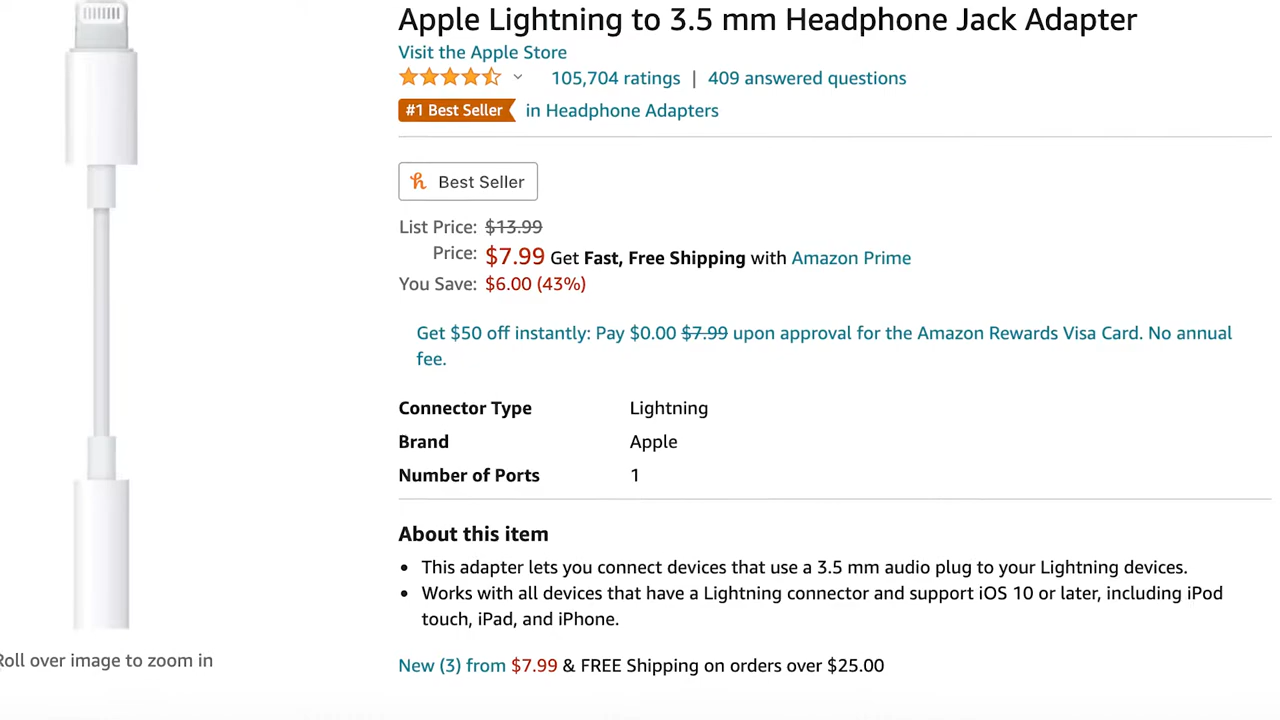 Apple Lightning to 3.5 mm Headphone Jack Adapter
Visit the Apple Store
105,704 ratings | 409 answered questions
#1 Best Seller in Headphone Adapters
Best Seller
List Price: $13.99
Price: $7.99 Get Fast, Free Shipping with Amazon Prime
You Save: $6.00 (43%)
Get $50 off instantly: Pay $0.00 $7.99 upon approval for the Amazon Rewards Visa Card. No annual
fee.
Connector Type Lightning
Brand Apple
Number of Ports 1
About this item
• This adapter lets you connect devices that use a 3.5 mm audio plug to your Lightning devices.
• Works with all devices that have a Lightning connector and support iOS 10 or later, including iPod
touch, iPad, and iPhone.
Roll over image to zoom in
New (3) from $7.99 & FREE Shipping on orders over $25.00